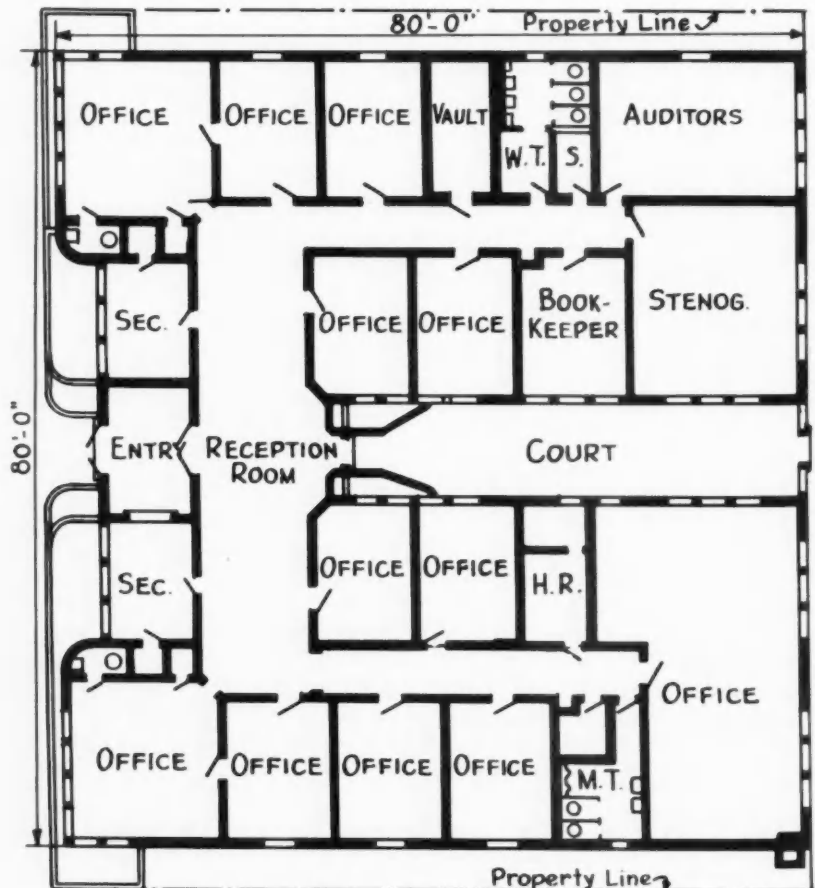 80'-0"
Property Line
OFFICE
OFFICE
OFFICE
VAULT
W.T.
S.
AUDITORS
SEC.
OFFICE
OFFICE
BOOK-
KEEPER
STENOG.
80'-0"
ENTRY
RECEPTION
ROOM
COURT
SEC.
OFFICE
OFFICE
H.R.
OFFICE
OFFICE
OFFICE
OFFICE
OFFICE
M.T.
Property Line